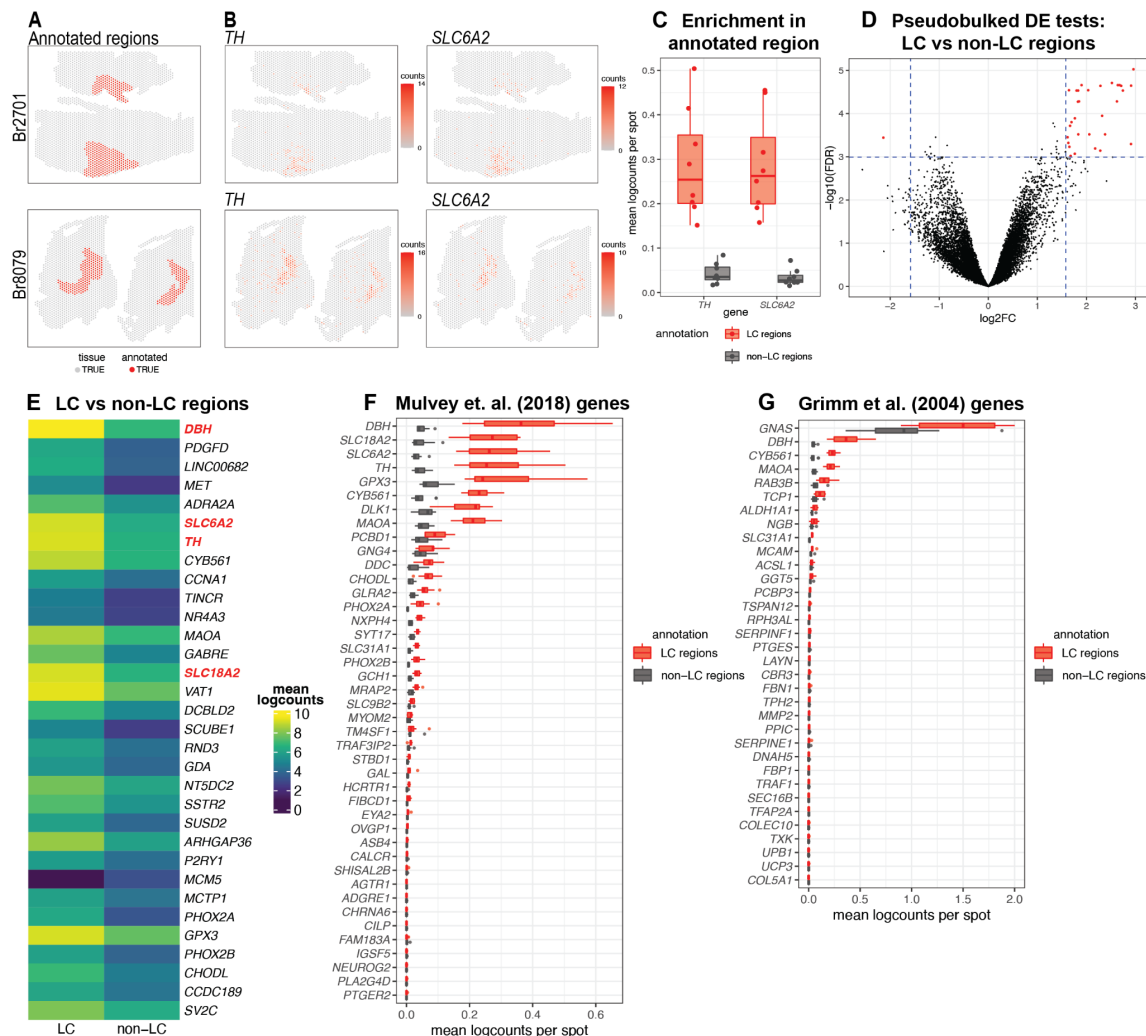 A
Annotated regions
Br2701
Br8079
tissue
TRUE
annotated
TRUE
B
TH
SLC6A2
counts
14
0
counts
12
0
TH
SLC6A2
counts
16
0
counts
10
0
C Enrichment in
annotated region
mean logcounts per spot
0.5
0.4
0.3
0.2
0.1
0.0
TH
SLC6A2
gene
annotation
LC regions
non−LC regions
D Pseudobulked DE tests:
LC vs non-LC regions
−log10(FDR)
5
4
3
2
1
0
-2
-1
0
1
2
3
log2FC
E LC vs non-LC regions
DBH
PDGFD
LINC00682
MET
ADRA2A
SLC6A2
TH
CYB561
CCNA1
TINCR
NR4A3
MAOA
GABRE
SLC18A2
VAT1
DCBLD2
SCUBE1
RND3
GDA
NT5DC2
SSTR2
SUSD2
ARHGAP36
P2RY1
MCM5
MCTP1
PHOX2A
GPX3
PHOX2B
CHODL
CCDC189
SV2C
LC
non−LC
mean
logcounts
10
8
6
4
2
0
F Mulvey et. al. (2018) genes
DBH
SLC18A2
SLC6A2
TH
GPX3
CYB561
DLK1
MAOA
PCBD1
GNG4
DDC
CHODL
GLRA2
PHOX2A
NXPH4
SYT17
SLC31A1
PHOX2B
GCH1
MRAP2
SLC9B2
MYOM2
TM4SF1
TRAF3IP2
STBD1
GAL
HCRTR1
FIBCD1
EYA2
OVGP1
ASB4
CALCR
SHISAL2B
AGTR1
ADGRE1
CHRNA6
CILP
FAM183A
IGSF5
NEUROG2
PLA2G4D
PTGER2
0.0
0.2
0.4
0.6
mean logcounts per spot
annotation
LC regions
non−LC regions
G Grimm et al. (2004) genes
GNAS
DBH
CYB561
MAOA
RAB3B
TCP1
ALDH1A1
NGB
SLC31A1
MCAM
ACSL1
GGT5
PCBP3
TSPAN12
RPH3AL
SERPINF1
PTGES
LAYN
CBR3
FBN1
TPH2
MMP2
PPIC
SERPINE1
DNAH5
FBP1
TRAF1
SEC16B
TFAP2A
COLEC10
TXK
UPB1
UCP3
COL5A1
0.0
0.5
1.0
1.5
2.0
mean logcounts per spot
annotation
LC regions
non−LC regions